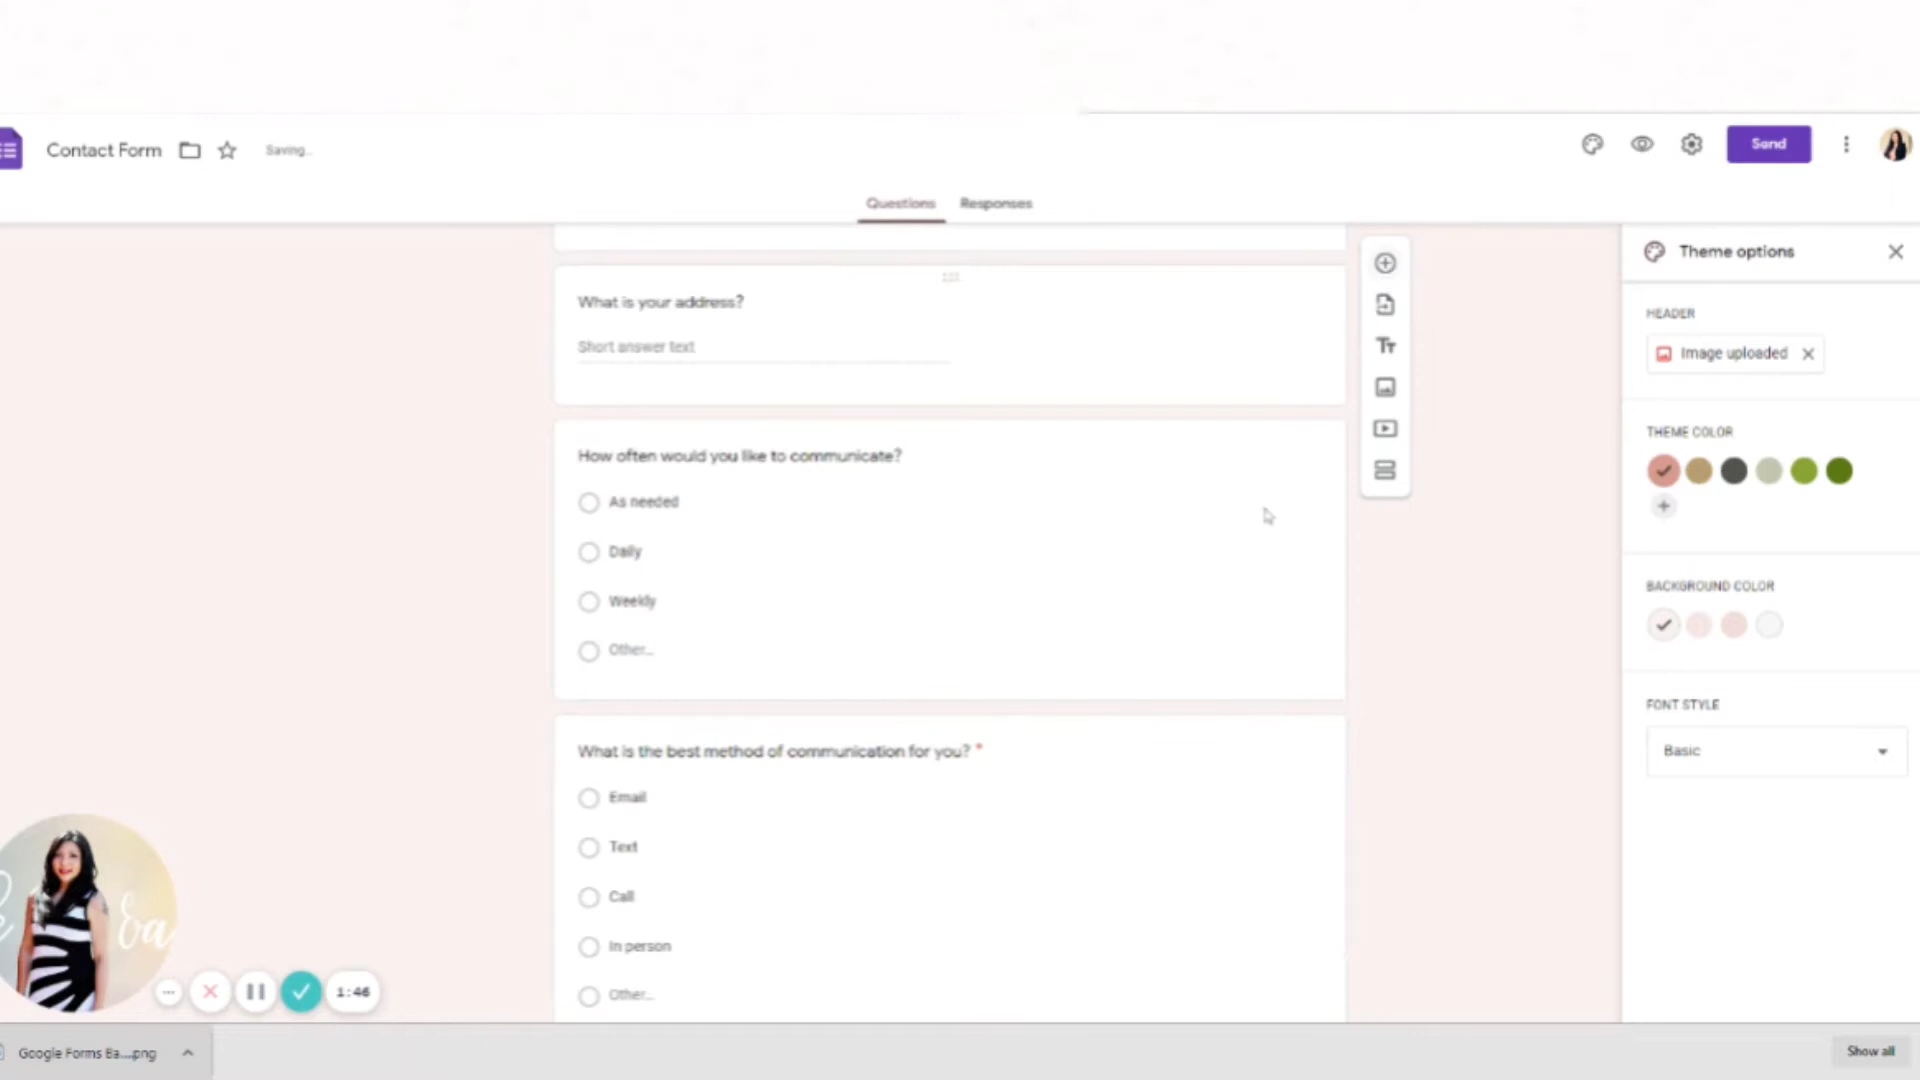 Contact Form
Saving...
Send
Questions
Responses
Theme options
What is your address?
Short answer text
HEADER
Image uploaded
How often would you like to communicate?
As needed
Daily
Weekly
Other...
THEME COLOR
BACKGROUND COLOR
FONT STYLE
Basic
What is the best method of communication for you? *
Email
Text
Call
In person
Other...
Tr
Eva
1:46
Google Forms Ba....png
Show all